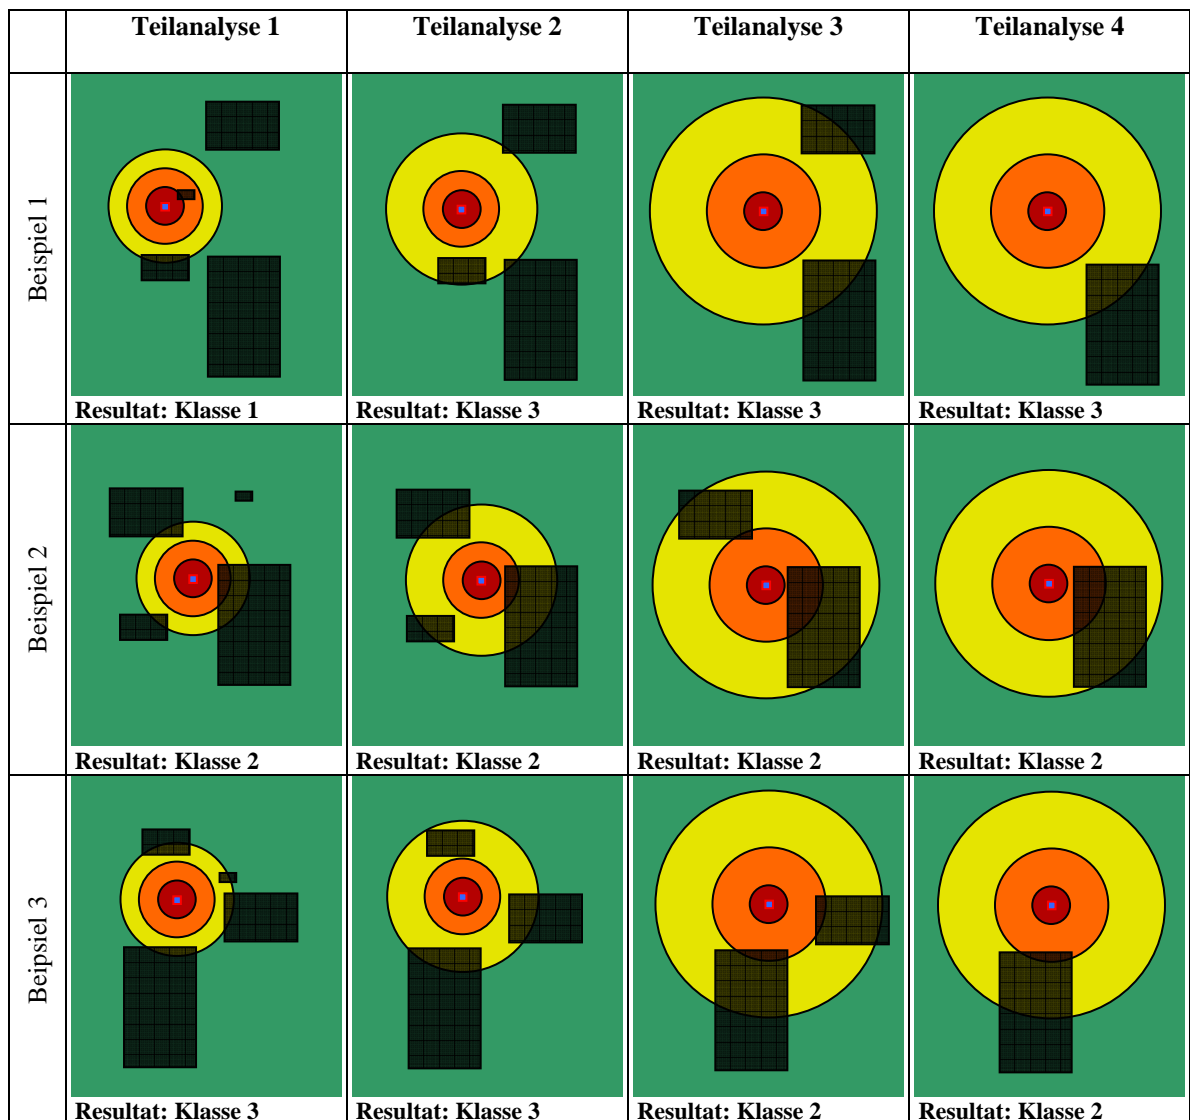 Teilanalyse 1 Teilanalyse 2 Teilanalyse 3 Teilanalyse 4
Beispiel 1
Resultat: Klasse 1 Resultat: Klasse 3 Resultat: Klasse 3 Resultat: Klasse 3
Beispiel 2
Resultat: Klasse 2 Resultat: Klasse 2 Resultat: Klasse 2 Resultat: Klasse 2
Beipsiel 3
Resultat: Klasse 3 Resultat: Klasse 3 Resultat: Klasse 2 Resultat: Klasse 2